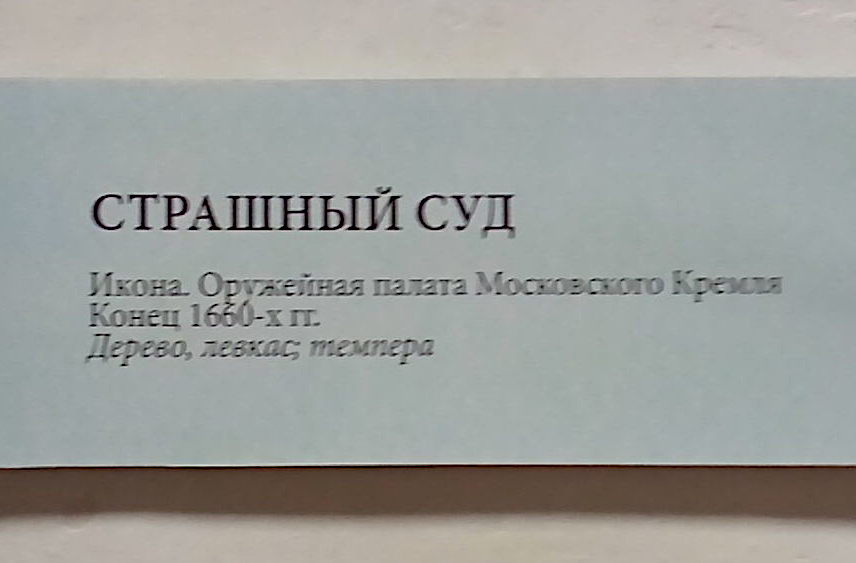 СТРАШНЫЙ СУД
Икона. Оружейная палата Московского Кремля
Конец 1660-х гг.
Дерево, левкас; темпера